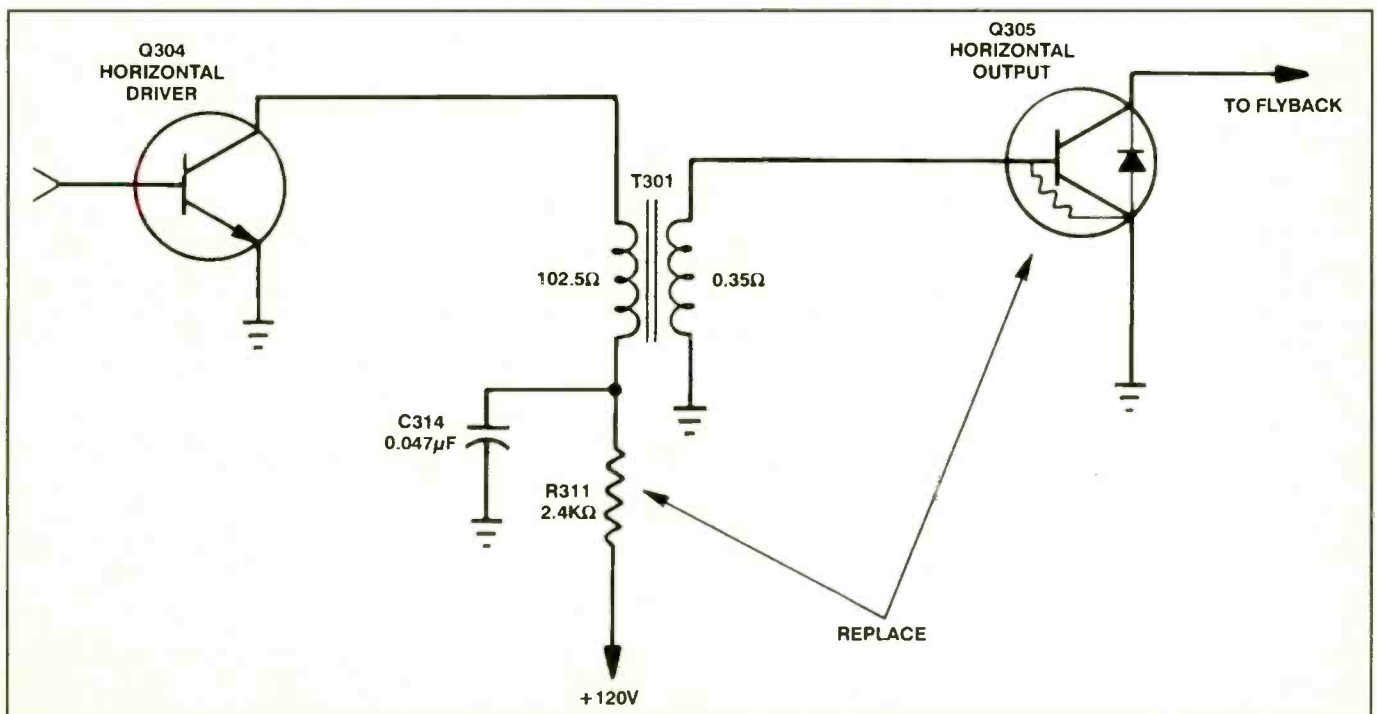 Q304
HORIZONTAL
DRIVER
Q305
HORIZONTAL
OUTPUT
TO FLYBACK
T301
102.5Ω
0.35Ω
C314
0.047µF
R311
2.4KΩ
REPLACE
+120V